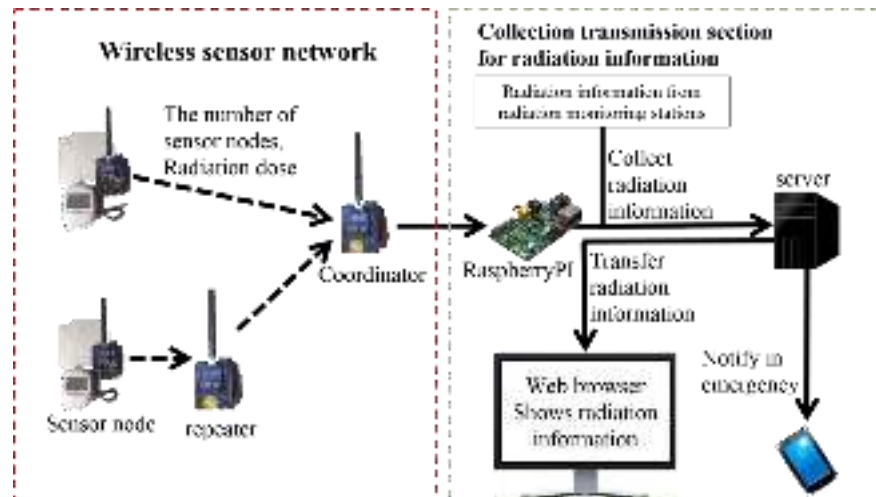 Wireless sensor network
The number of
sensor nodes,
Radiation dose
Coordinator
Sensor node
repeater
Collection transmission section
for radiation information
Radiation information from
radiation monitoring stations
Collect
radiation
information
server
RaspberryPI
Transfer
radiation
information
Notify in
emergency
Web browser
Shows radiation
information